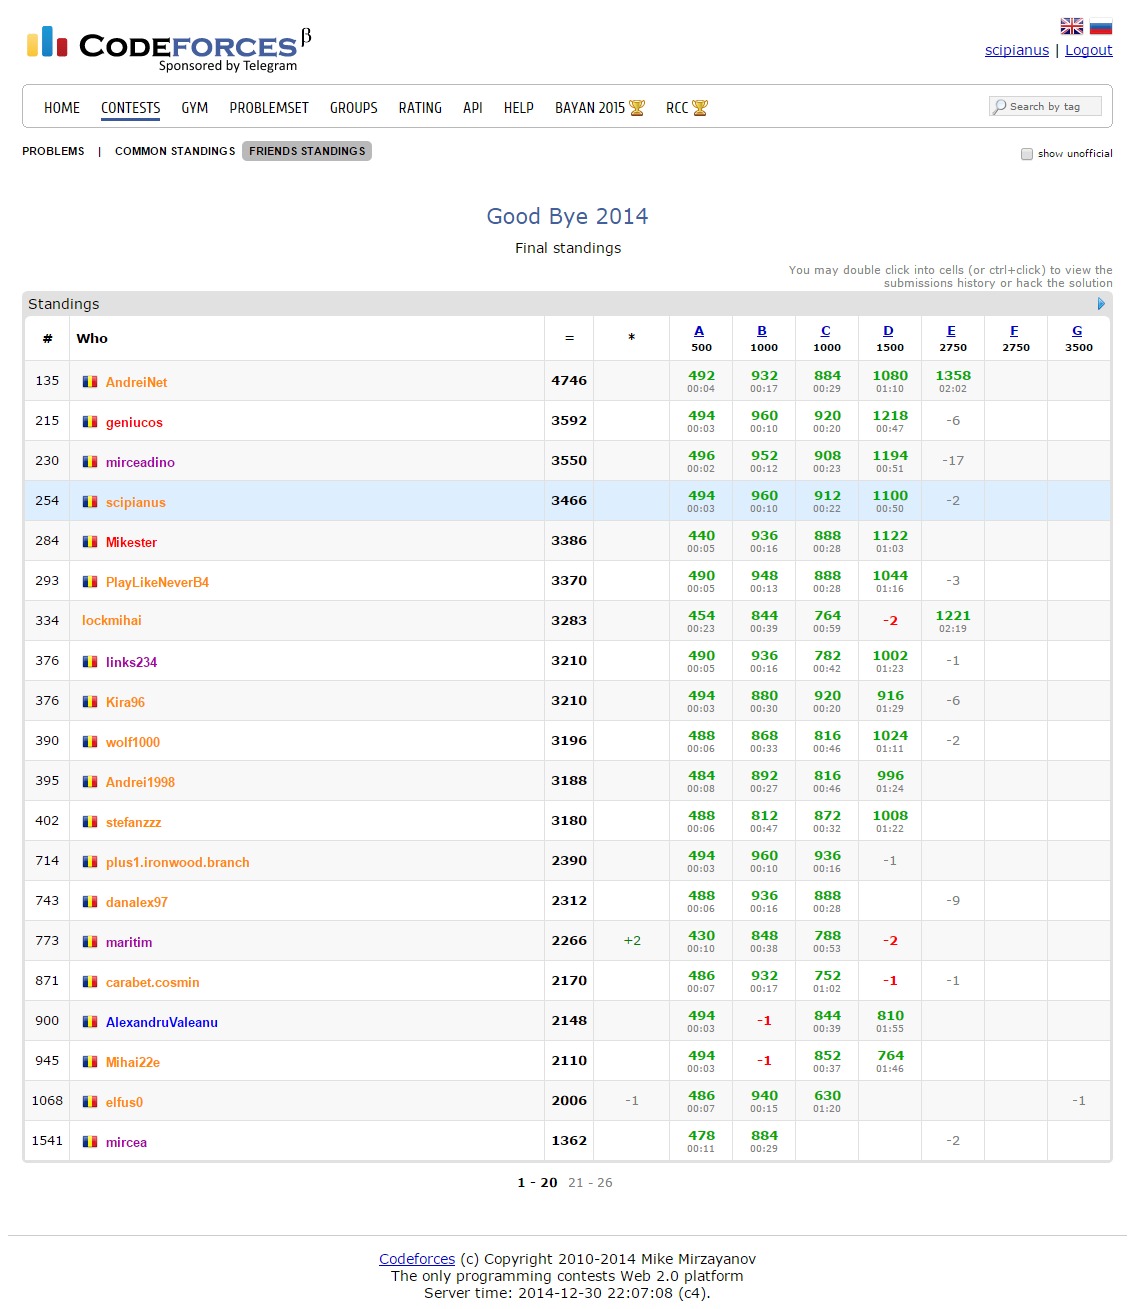 CODEFORCES β
Sponsored by Telegram
scipianus | Logout
HOME CONTESTS GYM PROBLEMSET GROUPS RATING API HELP BAYAN 2015 RCC Search by tag
PROBLEMS | COMMON STANDINGS FRIENDS STANDINGS show unofficial
Good Bye 2014
Final standings
You may double click into cells (or ctrl+click) to view the
submissions history or hack the solution
Standings
# Who = * A B C D E F G
500 1000 1000 1500 2750 2750 3500
135 AndreiNet 4746 492 932 884 1080 1358
00:04 00:17 00:29 01:10 02:02
215 geniucos 3592 494 960 920 1218 -6
00:03 00:10 00:20 00:47
230 mirceadino 3550 496 952 908 1194 -17
00:02 00:12 00:23 00:51
254 scipianus 3466 494 960 912 1100 -2
00:03 00:10 00:22 00:50
284 Mikester 3386 440 936 888 1122
00:05 00:16 00:28 01:03
293 PlayLikeNeverB4 3370 490 948 888 1044 -3
00:05 00:13 00:28 01:16
334 lockmihai 3283 454 844 764 -2 1221
00:23 00:39 00:59 02:19
376 links234 3210 490 936 782 1002 -1
00:05 00:16 00:42 01:23
376 Kira96 3210 494 880 920 916 -6
00:03 00:30 00:20 01:29
390 wolf1000 3196 488 868 816 1024 -2
00:06 00:33 00:46 01:11
395 Andrei1998 3188 484 892 816 996
00:08 00:27 00:46 01:24
402 stefanzzz 3180 488 812 872 1008
00:06 00:47 00:32 01:22
714 plus1.ironwood.branch 2390 494 960 936 -1
00:03 00:10 00:16
743 danalex97 2312 488 936 888 -9
00:06 00:16 00:28
773 maritim 2266 +2 430 848 788 -2
00:10 00:38 00:53
871 carabet.cosmin 2170 486 932 752 -1 -1
00:07 00:17 01:02
900 AlexandruValeanu 2148 494 -1 844 810
00:03 00:39 01:55
945 Mihai22e 2110 494 -1 852 764
00:03 00:37 01:46
1068 elfus0 2006 -1 486 940 630 -1
00:07 00:15 01:20
1541 mircea 1362 478 884 -2
00:11 00:29
1 - 20 21 - 26
Codeforces (c) Copyright 2010-2014 Mike Mirzayanov
The only programming contests Web 2.0 platform
Server time: 2014-12-30 22:07:08 (c4).